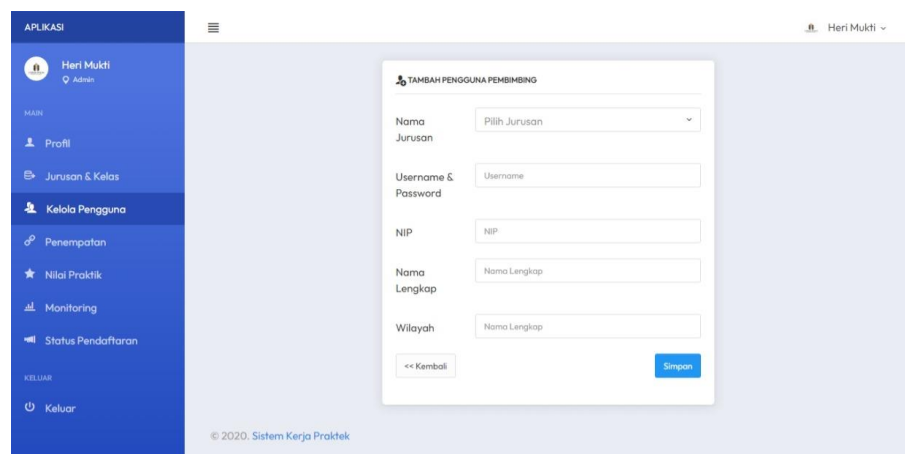 APLIKASI
Heri Mukti
Heri Mukti
Admin
MAIN
Profil
Jurusan & Kelas
Kelola Pengguna
Penempatan
Nilai Praktik
Monitoring
Status Pendaftaran
KELUAR
Keluar
TAMBAH PENGGUNA PEMBIMBING
Nama
Jurusan
Pilih Jurusan
Username &
Password
Username
NIP
NIP
Nama
Lengkap
Nama Lengkap
Wilayah
Nama Lengkap
<< Kembali
Simpan
© 2020. Sistem Kerja Praktek